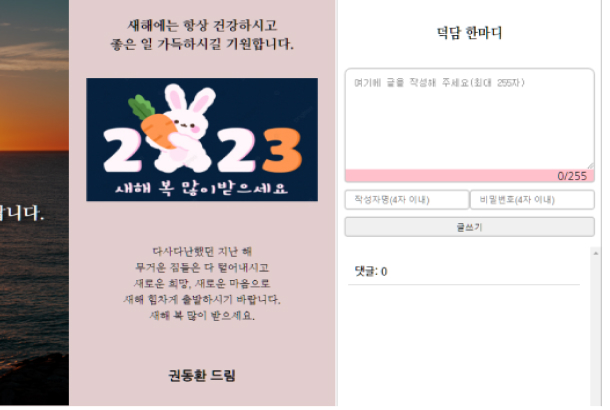 니다.
새해에는 항상 건강하시고
좋은 일 가득하시길 기원합니다.
2023
새해 복 많이받으세요
다사다난했던 지난 해
무거운 짐들은 다 털어내시고
새로운 희망, 새로운 마음으로
새해 힘차게 출발하시기 바랍니다.
새해 복 많이 받으세요.
권동환 드림
덕담 한마디
여기에 글을 작성해 주세요(최대 255자)
0/255
작성자명(4자 이내)
비밀번호(4자 이내)
글쓰기
댓글: 0